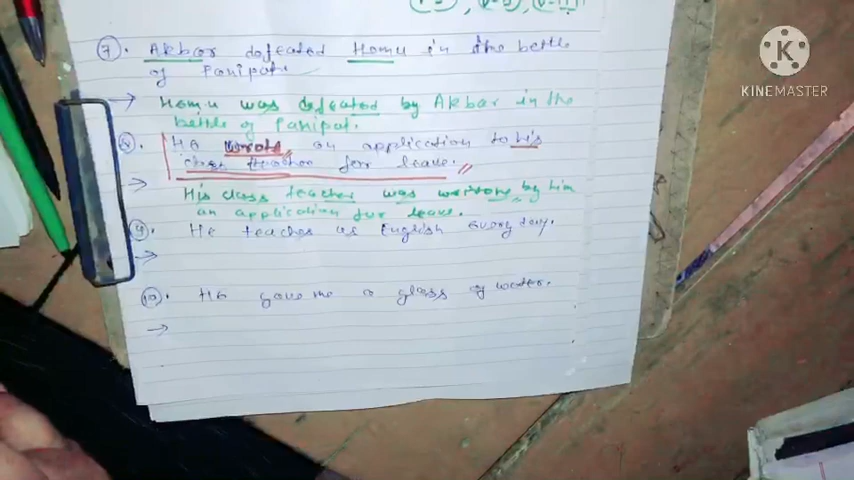 KINEMASTER
7. Akbar defeated Hemu in the battle
of Panipat.
→ Hemu was defeated by Akbar in the
battle of Panipat.
8. He wrote an application to his
class teacher for leave.
→ His class teacher was written by him
an application for leave.
9. He teaches us English every day.
→
10. He gave me a glass of water.
→